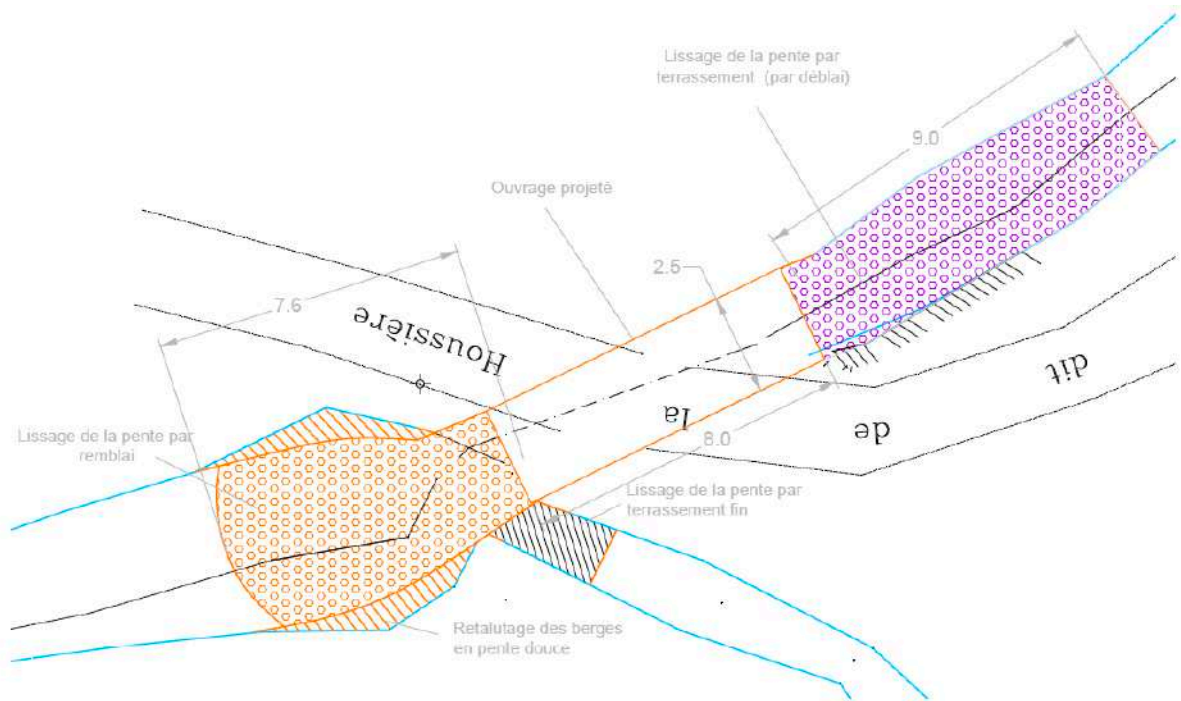 Lissage de la pente par
terrassement (par déblai)
9.0
Ouvrage projeté
2.5
7.6
Houssière
dit
Lissage de la pente par
remblai
la
de
8.0
Lissage de la pente par
terrassement fin
Retalutage des berges
en pente douce